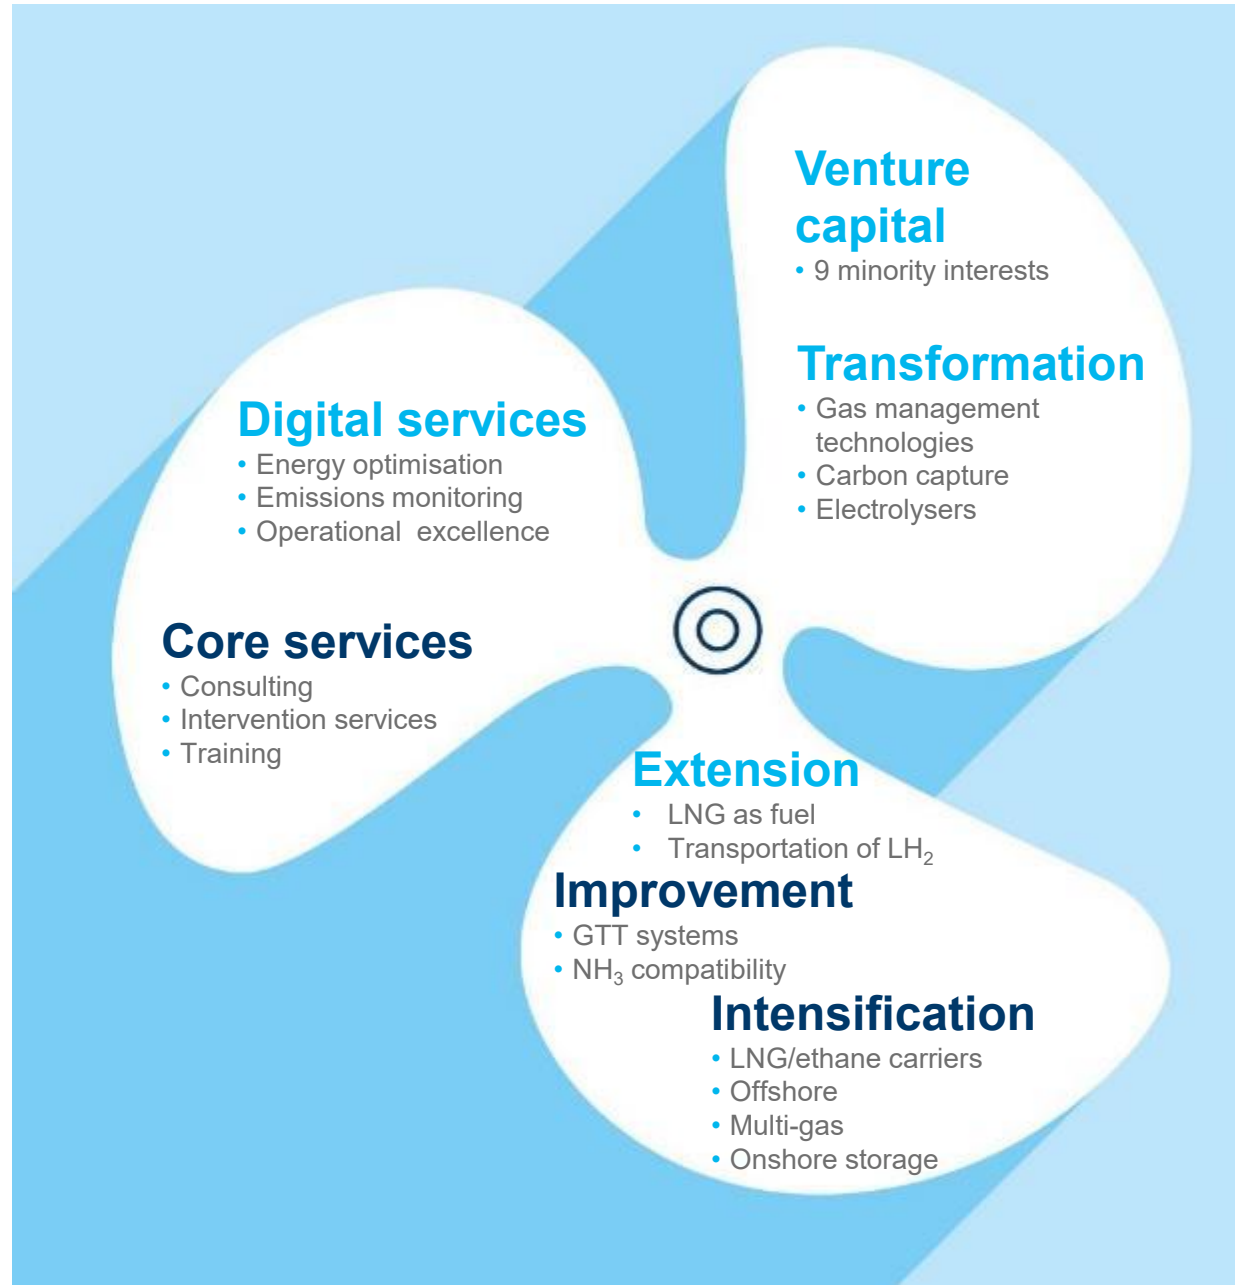 Venture
capital
• 9 minority interests
Transformation
• Gas management
technologies
• Carbon capture
• Electrolysers
Digital services
• Energy optimisation
• Emissions monitoring
• Operational  excellence
Core services
• Consulting
• Intervention services
• Training
Extension
• LNG as fuel
• Transportation of LH₂
Improvement
• GTT systems
• NH₃ compatibility
Intensification
• LNG/ethane carriers
• Offshore
• Multi-gas
• Onshore storage